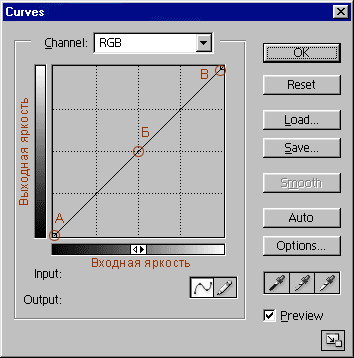 Curves
Channel: RGB
OK
Reset
Load...
Save...
Smooth
Auto
Options...
Preview
Выходная яркость
А
Б
В
Входная яркость
Input:
Output: